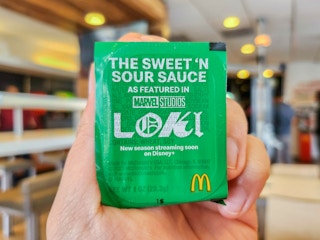 THE SWEET 'N
SOUR SAUCE
AS FEATURED IN
MARVEL STUDIOS
LOKI
New season streaming soon
on Disney+